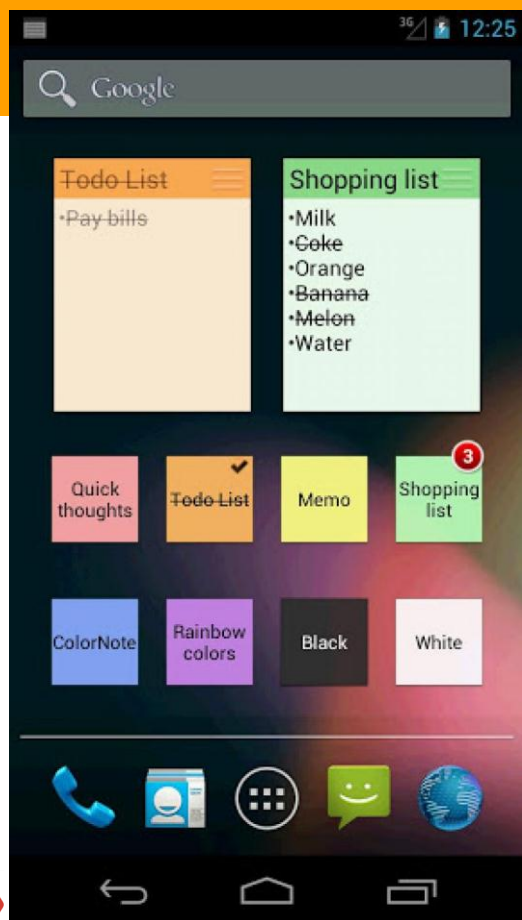 3G 12:25
Google
Todo List
•Pay bills
Shopping list
•Milk
•Coke
•Orange
•Banana
•Melon
•Water
Quick
thoughts
Todo List
Memo
3
Shopping
list
ColorNote
Rainbow
colors
Black
White